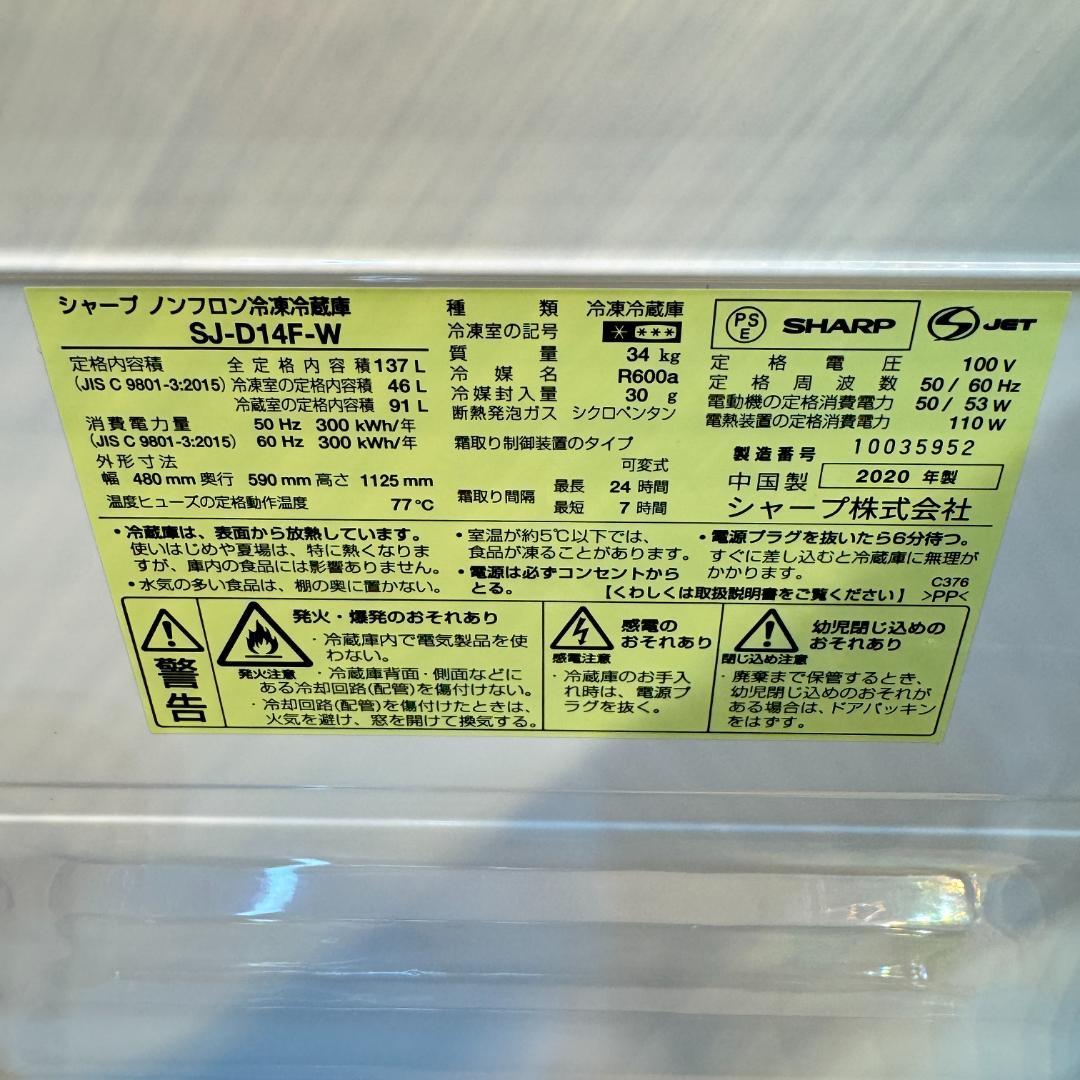 シャープ ノンフロン冷凍冷蔵庫
SJ-D14F-W
定格内容積 全定格内容積 137 L
(JIS C 9801-3:2015) 冷凍室の定格内容積 46 L
冷蔵室の定格内容積 91 L
消費電力量 50 Hz 300 kWh/年
(JIS C 9801-3:2015) 60 Hz 300 kWh/年
外形寸法
幅 480 mm 奥行 590 mm 高さ 1125 mm
温度ヒューズの定格動作温度 77℃
種類 冷凍冷蔵庫
冷凍室の記号 * ***
質量 34 kg
冷媒名 R600a
冷媒封入量 30 g
断熱発泡ガス シクロペンタン
霜取り制御装置のタイプ
可変式
霜取り間隔 最長 24 時間
最短 7 時間
PS E SHARP JET
定格電圧 100 V
定格周波数 50 / 60 Hz
電動機の定格消費電力 50 / 53 W
電熱装置の定格消費電力 110 W
製造番号 10035952
中国製 2020 年製
シャープ株式会社
・冷蔵庫は、表面から放熱しています。
使いはじめや夏場は、特に熱くなりま
すが、庫内の食品には影響ありません。
・水気の多い食品は、棚の奥に置かない。
・室温が約5℃以下では、
食品が凍ることがあります。
・電源は必ずコンセントから
とる。
・電源プラグを抜いたら6分待つ。
すぐに差し込むと冷蔵庫に無理が
かかります。
C376
【くわしくは取扱説明書をご覧ください】 >PP<
警告
発火・爆発のおそれあり
発火注意
・冷蔵庫内で電気製品を使
わない。
・冷蔵庫背面・側面などに
ある冷却回路(配管)を傷付けない。
・冷却回路(配管)を傷付けたときは、
火気を避け、窓を開けて換気する。
感電の
おそれあり
感電注意
・冷蔵庫のお手入
れ時は、電源プ
ラグを抜く。
幼児閉じ込めの
おそれあり
閉じ込め注意
・廃棄まで保管するとき、
幼児閉じ込めのおそれが
ある場合は、ドアパッキン
をはずす。